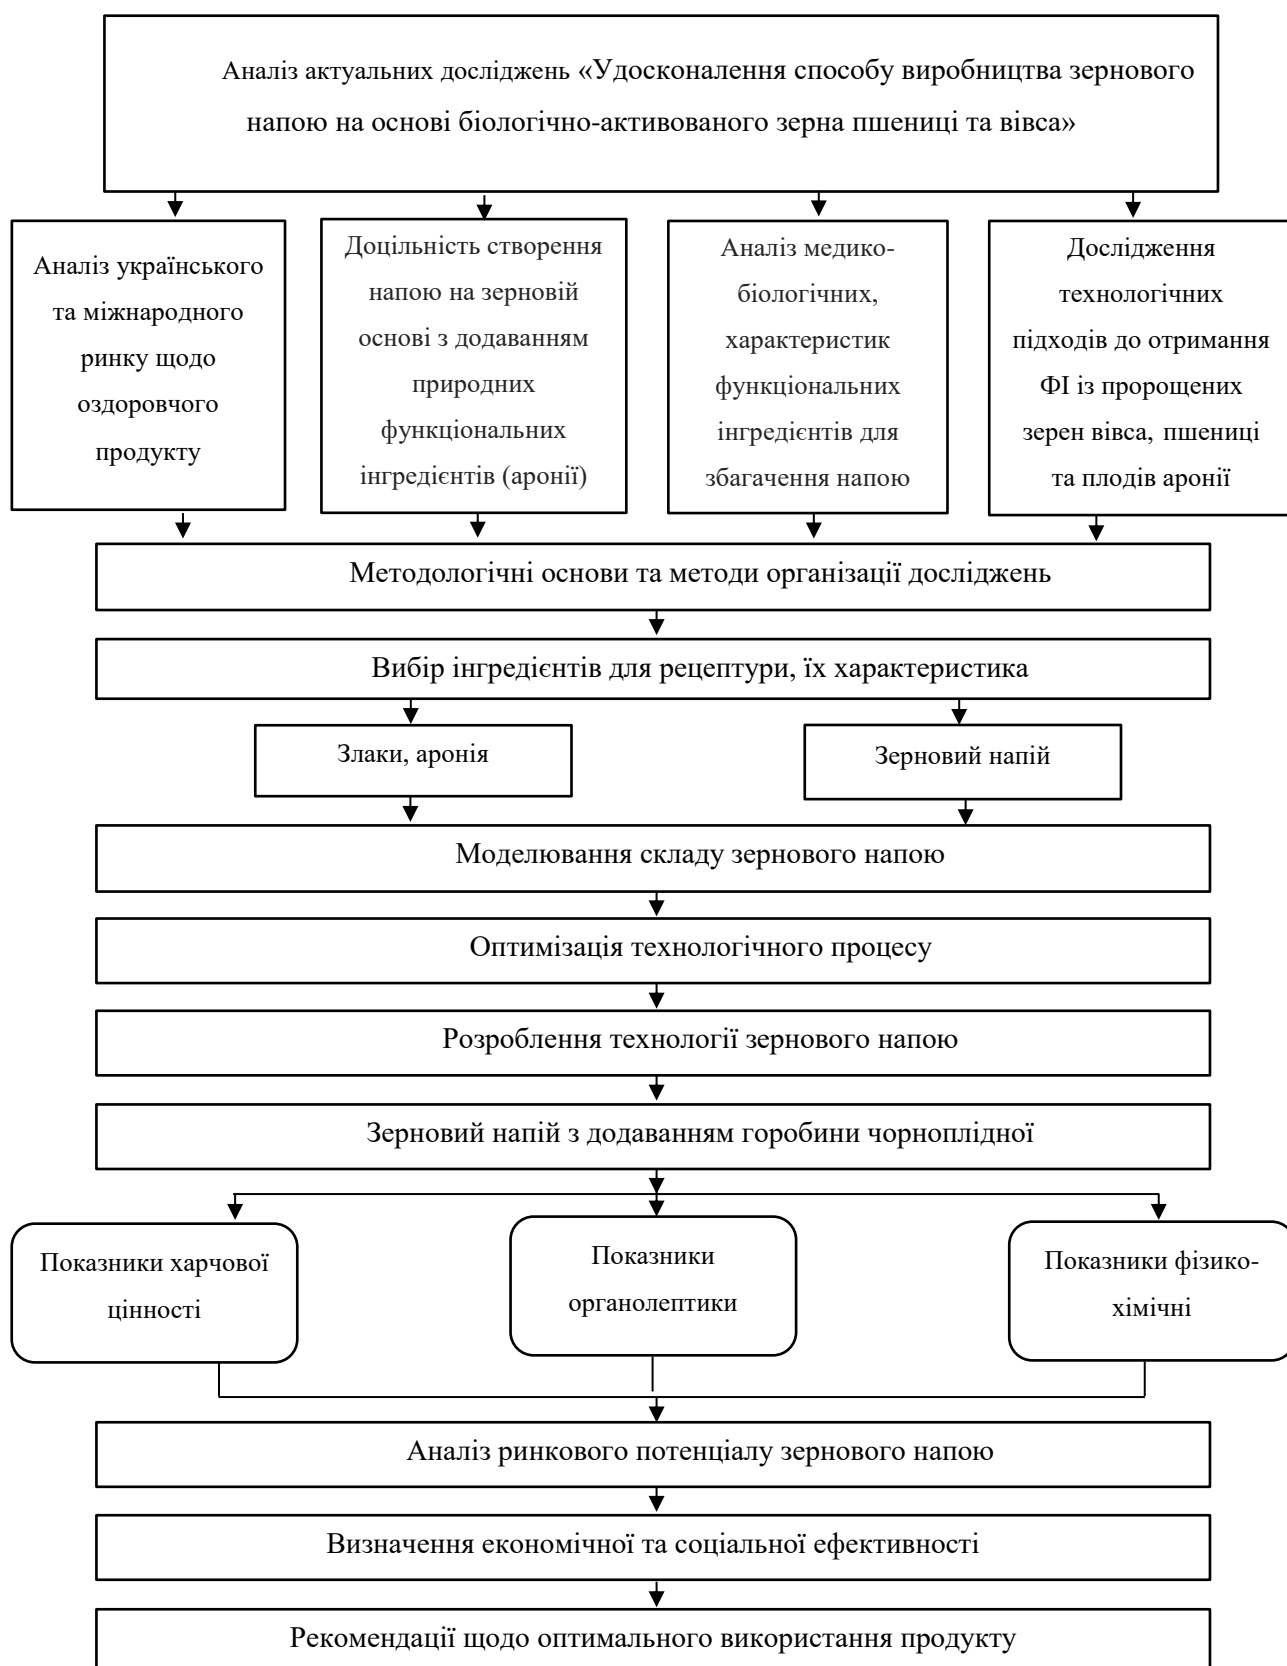 Аналіз актуальних досліджень «Удосконалення способу виробництва зернового
напою на основі біологічно-активованого зерна пшениці та вівса»
Аналіз українського
та міжнародного
ринку щодо
оздоровчого
продукту
Доцільність створення
напою на зерновій
основі з додаванням
природних
функціональних
інгредієнтів (аронії)
Аналіз медико-
біологічних,
характеристик
функціональних
інгредієнтів для
збагачення напою
Дослідження
технологічних
підходів до отримання
ФІ із пророщених
зерен вівса, пшениці
та плодів аронії
Методологічні основи та методи організації досліджень
Вибір інгредієнтів для рецептури, їх характеристика
Злаки, аронія
Зерновий напій
Моделювання складу зернового напою
Оптимізація технологічного процесу
Розроблення технології зернового напою
Зерновий напій з додаванням горобини чорноплідної
Показники харчової
цінності
Показники
органолептики
Показники фізико-
хімічні
Аналіз ринкового потенціалу зернового напою
Визначення економічної та соціальної ефективності
Рекомендації щодо оптимального використання продукту